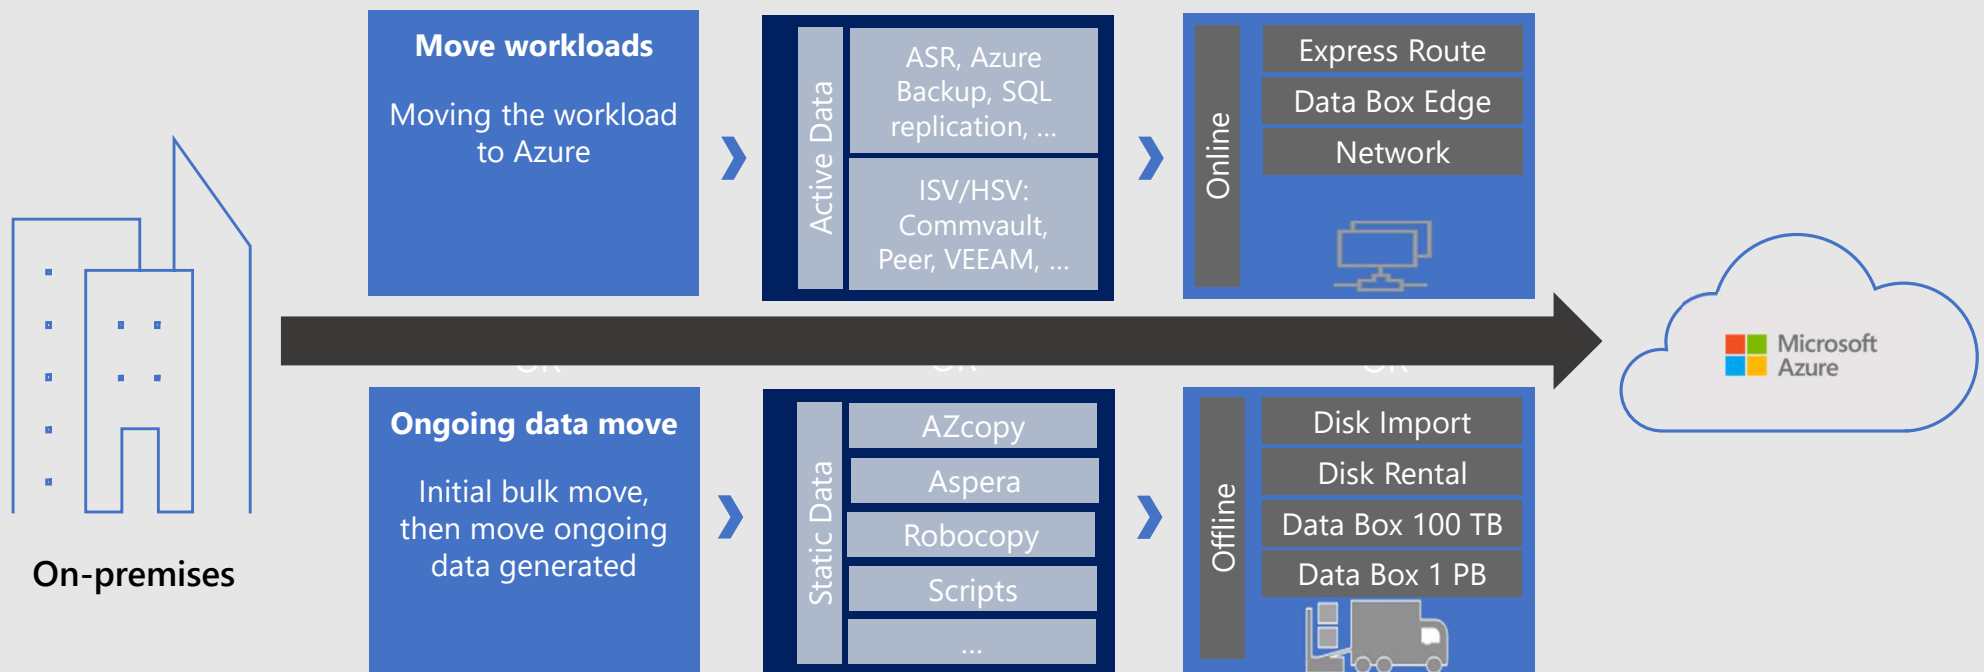 Move workloads
Moving the workload
to Azure
Active Data
ASR, Azure
Backup, SQL
replication, ...
ISV/HSV:
Commvault,
Peer, VEEAM, ...
Online
Express Route
Data Box Edge
Network
On-premises
OR
OR
OR
Microsoft
Azure
Ongoing data move
Initial bulk move,
then move ongoing
data generated
Static Data
AZcopy
Aspera
Robocopy
Scripts
...
Offline
Disk Import
Disk Rental
Data Box 100 TB
Data Box 1 PB